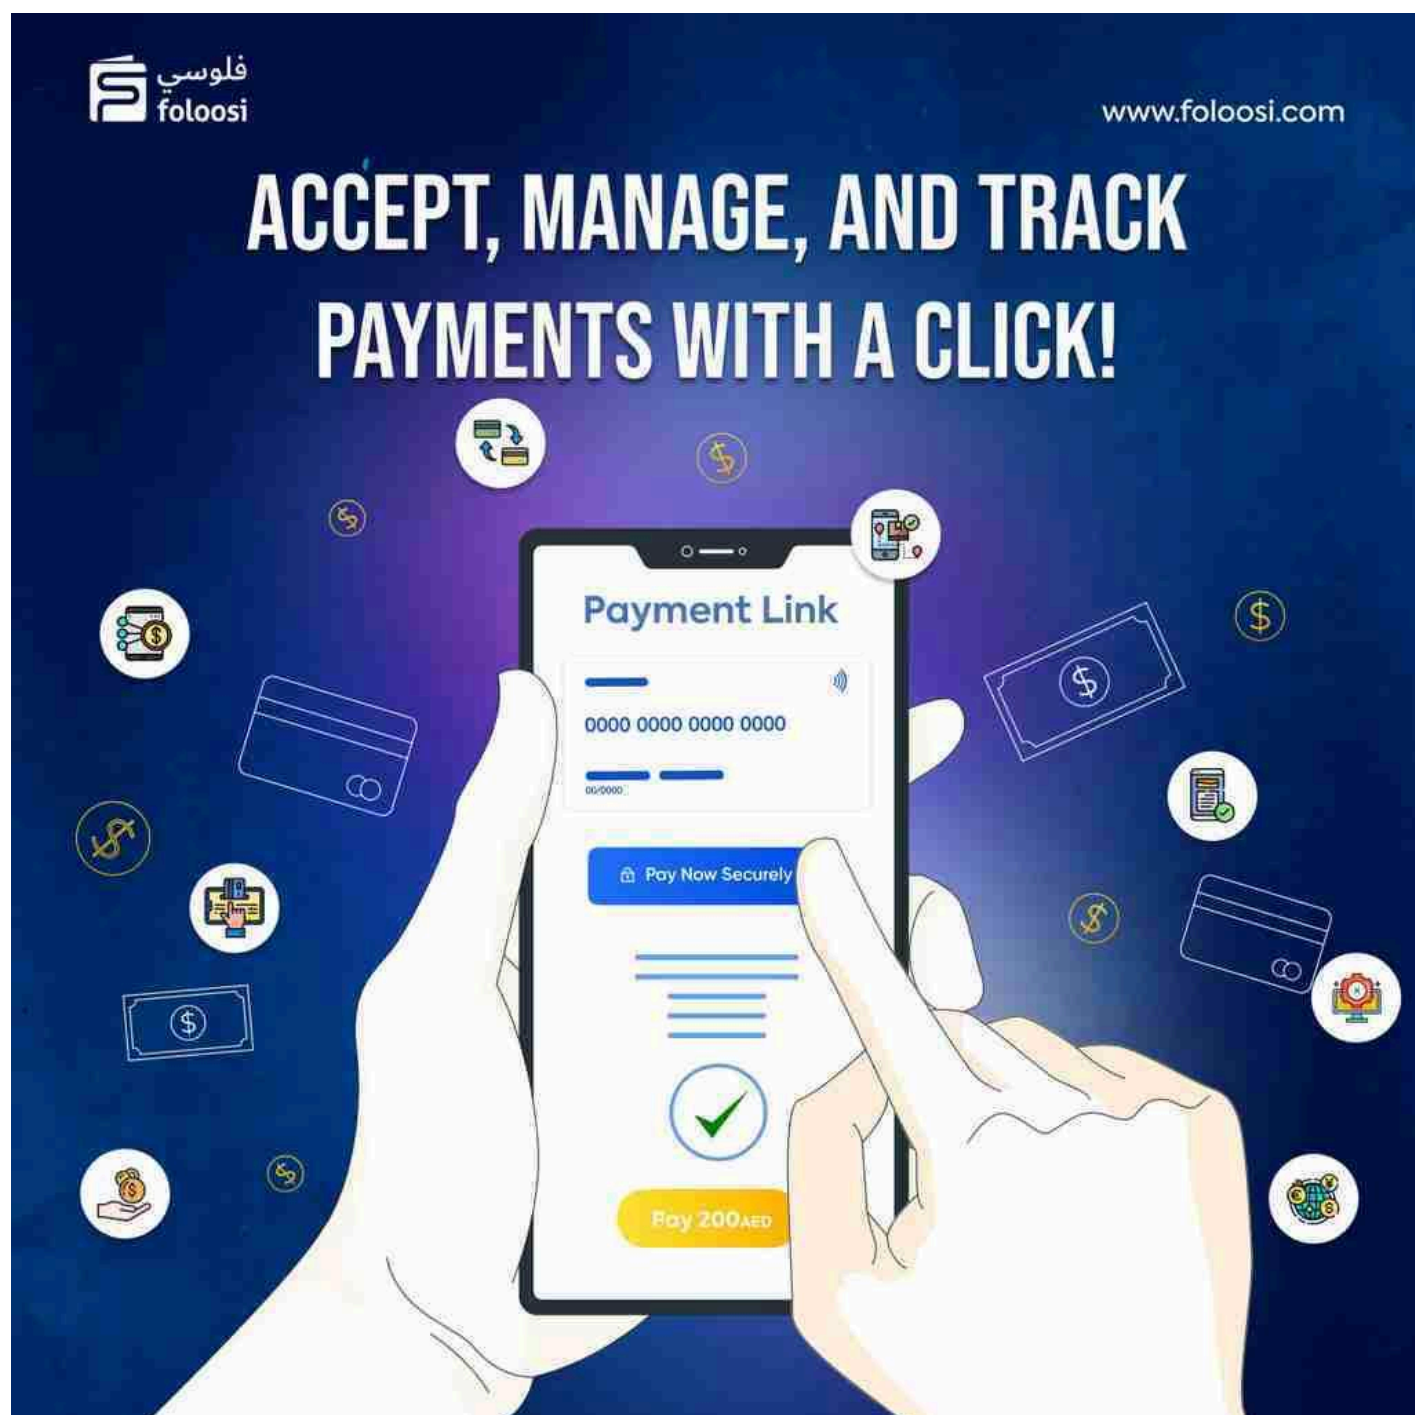 فلوسي
foloosi
www.foloosi.com
ACCEPT, MANAGE, AND TRACK
PAYMENTS WITH A CLICK!
Payment Link
0000 0000 0000 0000
00/0000
Pay Now Securely
Pay 200AED